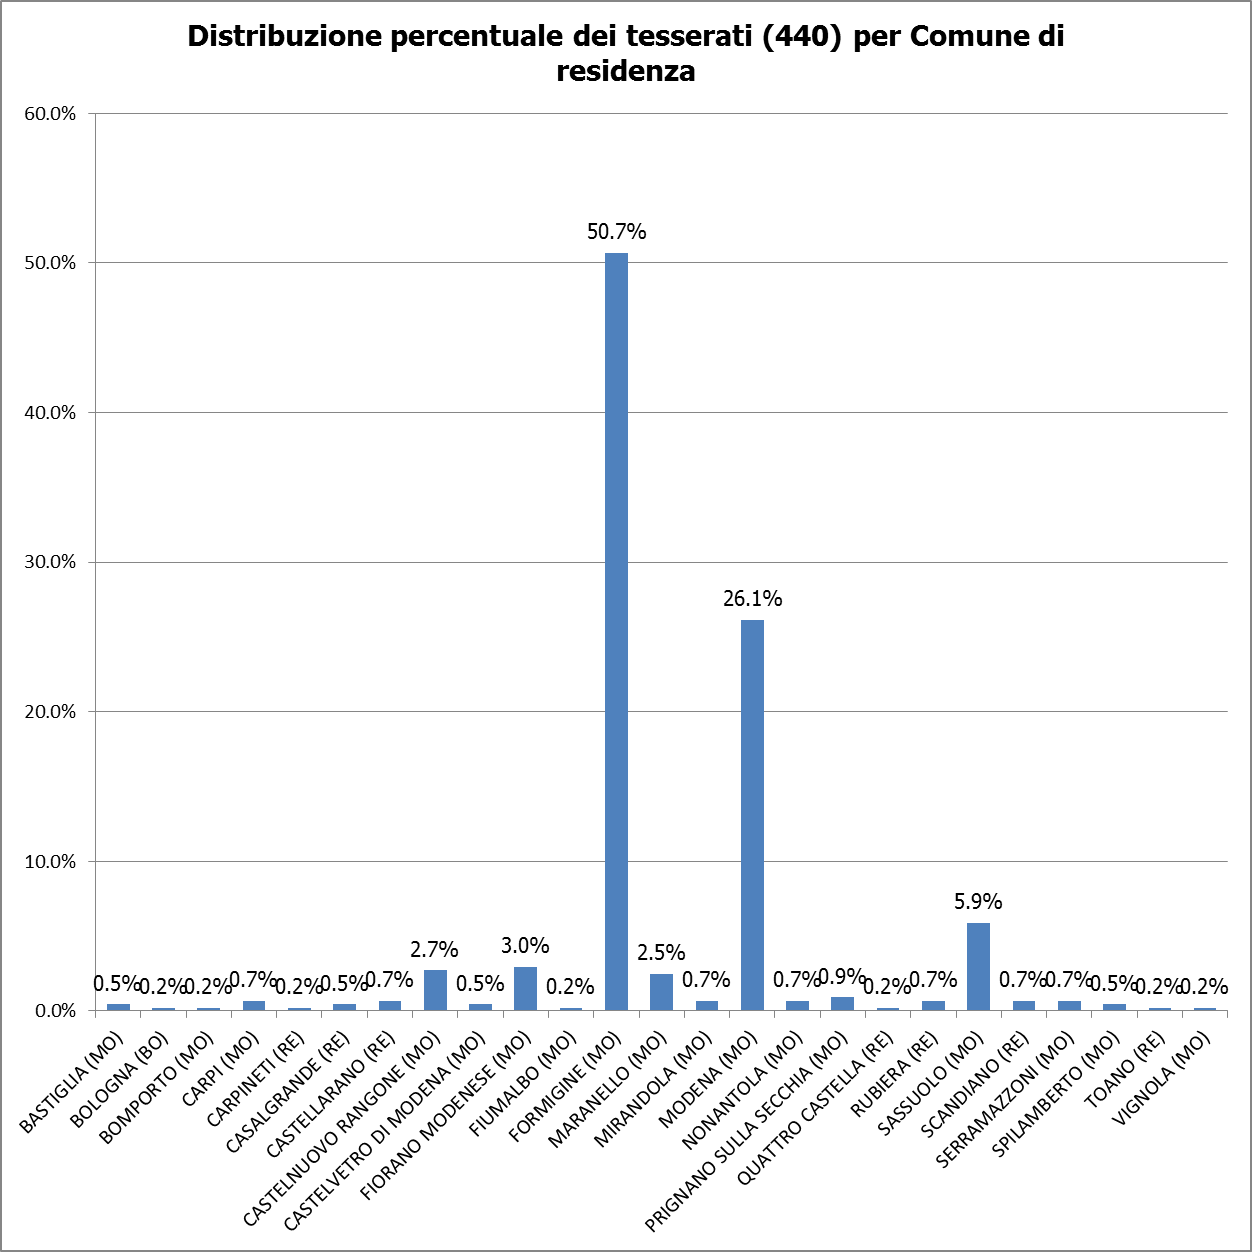 Distribuzione percentuale dei tesserati (440) per Comune di
residenza
60.0%
50.0%
40.0%
30.0%
20.0%
10.0%
0.0%
0.5%
0.2%
0.2%
0.7%
0.2%
0.5%
0.7%
2.7%
0.5%
3.0%
0.2%
50.7%
2.5%
0.7%
26.1%
0.7%
0.9%
0.2%
0.7%
5.9%
0.7%
0.7%
0.5%
0.2%
0.2%
BASTIGLIA (MO)
BOLOGNA (BO)
BOMPORTO (MO)
CARPI (MO)
CARPINETI (RE)
CASALGRANDE (RE)
CASTELLARANO (RE)
CASTELNUOVO RANGONE (MO)
CASTELVETRO DI MODENA (MO)
FIORANO MODENESE (MO)
FIUMALBO (MO)
FORMIGINE (MO)
MARANELLO (MO)
MIRANDOLA (MO)
MODENA (MO)
NONANTOLA (MO)
PRIGNANO SULLA SECCHIA (MO)
QUATTRO CASTELLA (RE)
RUBIERA (RE)
SASSUOLO (MO)
SCANDIANO (RE)
SERRAMAZZONI (MO)
SPILAMBERTO (MO)
TOANO (RE)
VIGNOLA (MO)